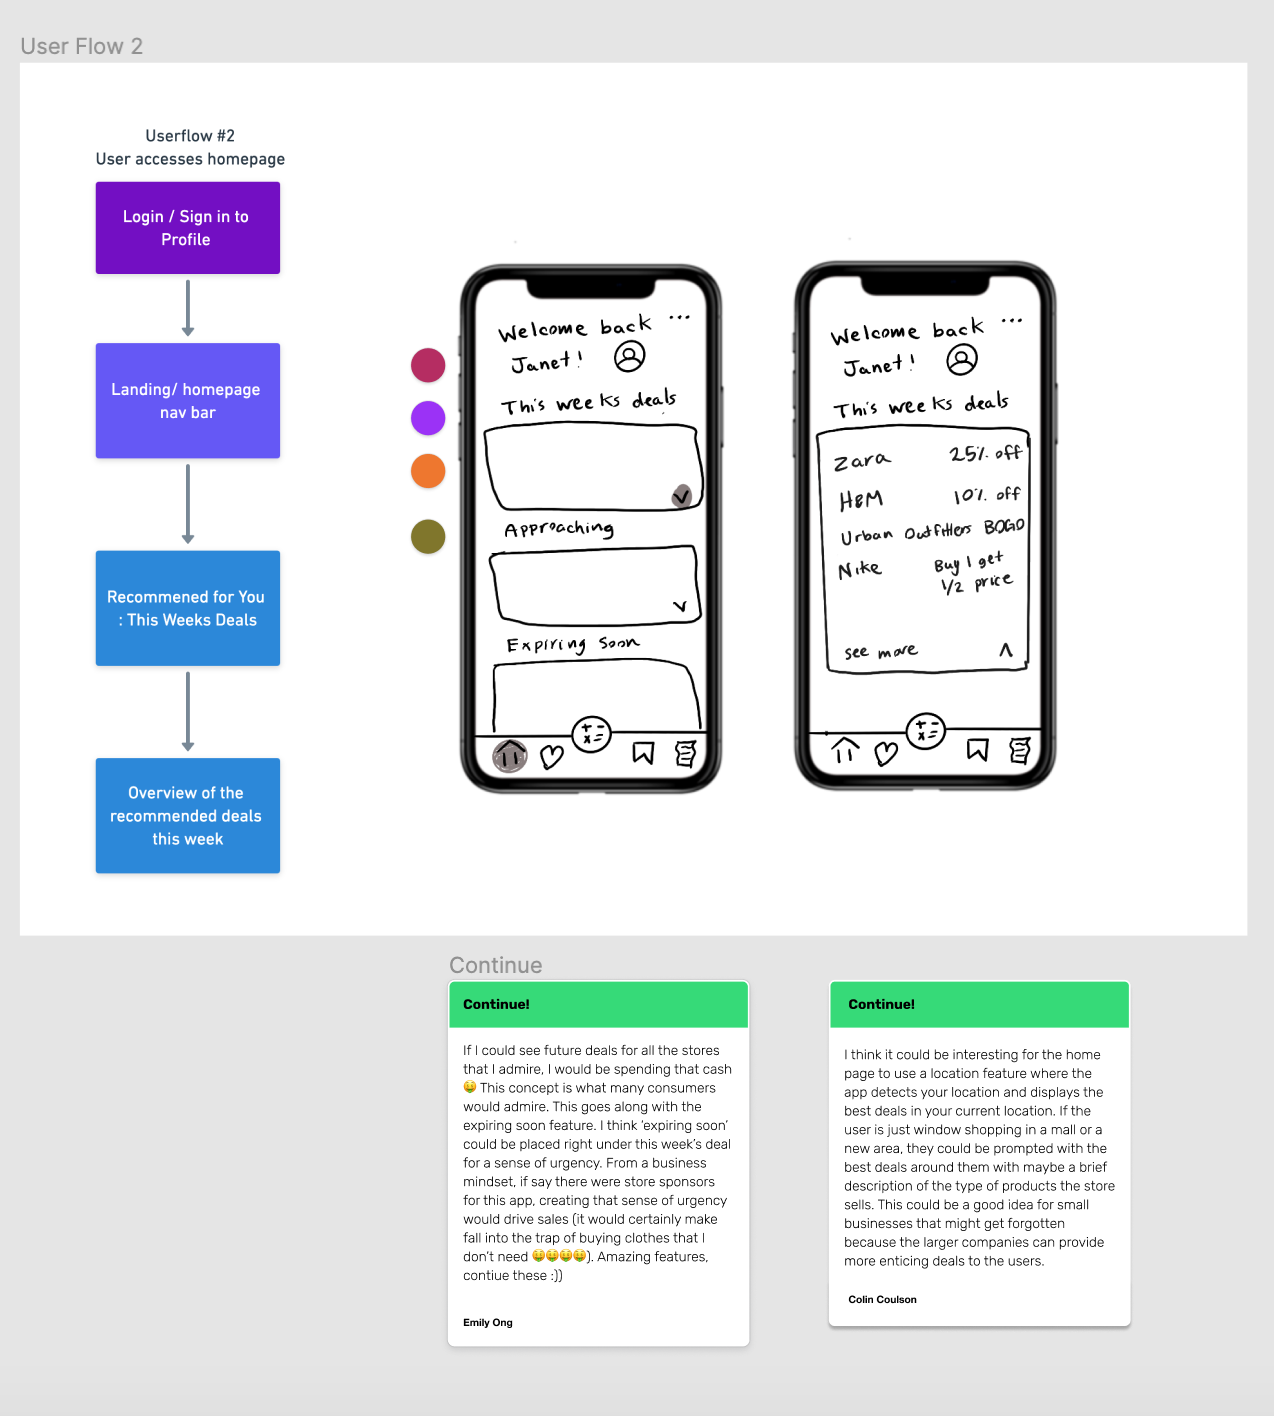 User Flow 2
Userflow #2
User accesses homepage
Login / Sign in to
Profile
Landing/ homepage
nav bar
Recommened for You
: This Weeks Deals
Overview of the
recommended deals
this week
Welcome back ...
Janet!
This weeks deals
Approaching
Expiring Soon
Welcome back ...
Janet!
This weeks deals
Zara 25% off
H&M 10% off
Urban Outfitters BOGO
Nike Buy 1 get
1/2 price
see more
Continue
Continue!
If I could see future deals for all the stores
that I admire, I would be spending that cash
🤑 This concept is what many consumers
would admire. This goes along with the
expiring soon feature. I think ‘expiring soon’
could be placed right under this week’s deal
for a sense of urgency. From a business
mindset, if say there were store sponsors
for this app, creating that sense of urgency
would drive sales (it would certainly make
fall into the trap of buying clothes that I
don’t need 🤑🤑🤑🤑). Amazing features,
contiue these :))
Emily Ong
Continue!
I think it could be interesting for the home
page to use a location feature where the
app detects your location and displays the
best deals in your current location. If the
user is just window shopping in a mall or a
new area, they could be prompted with the
best deals around them with maybe a brief
description of the type of products the store
sells. This could be a good idea for small
businesses that might get forgotten
because the larger companies can provide
more enticing deals to the users.
Colin Coulson